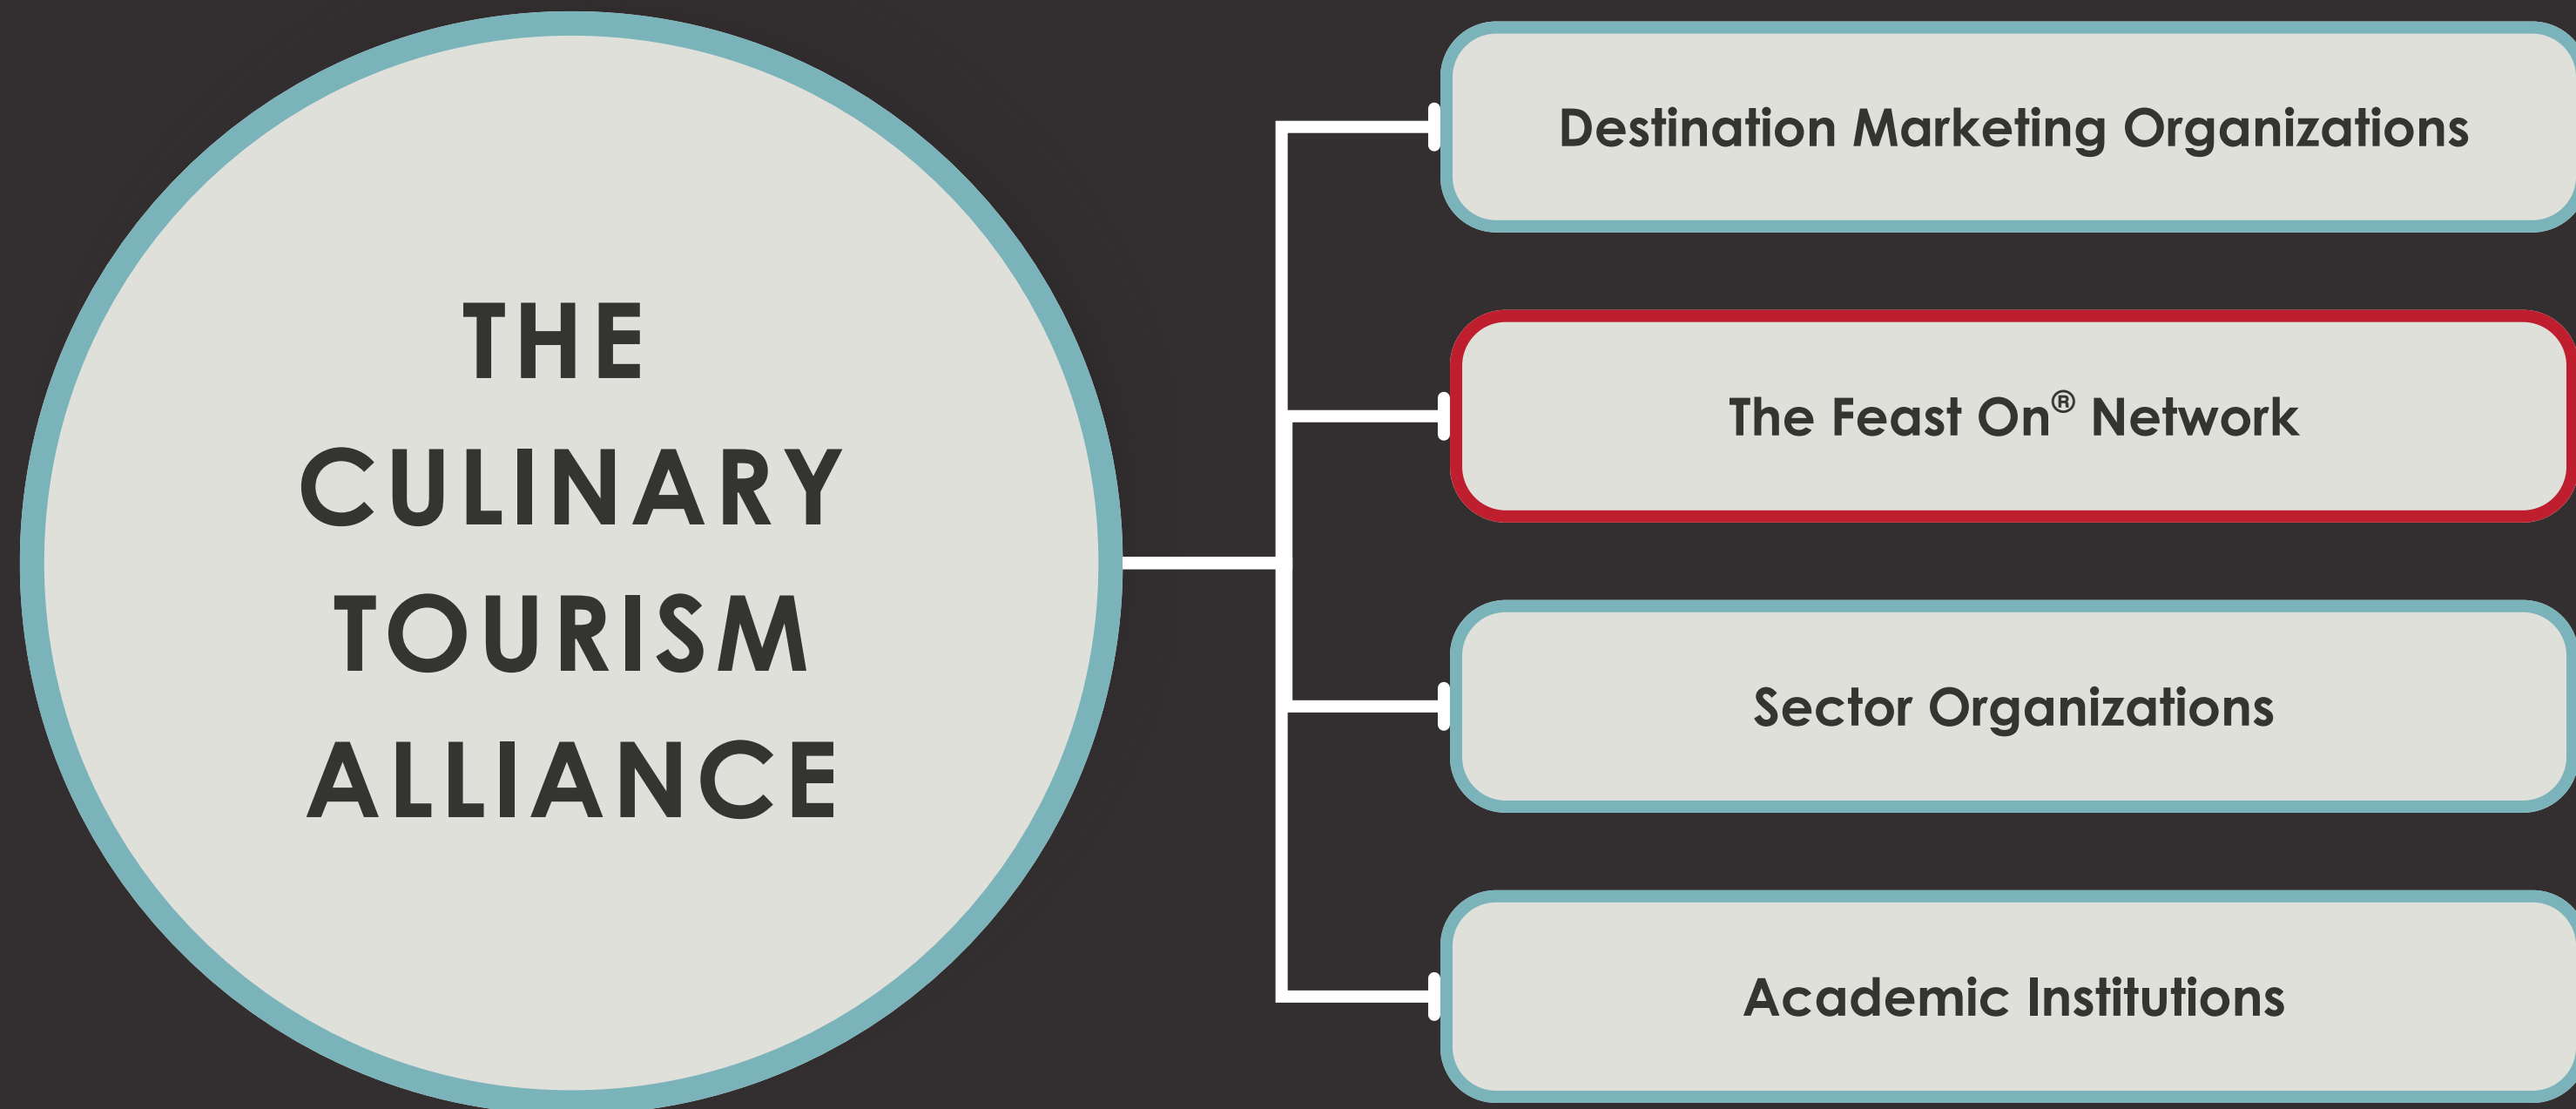 THE
CULINARY
TOURISM
ALLIANCE
Destination Marketing Organizations
The Feast On® Network
Sector Organizations
Academic Institutions